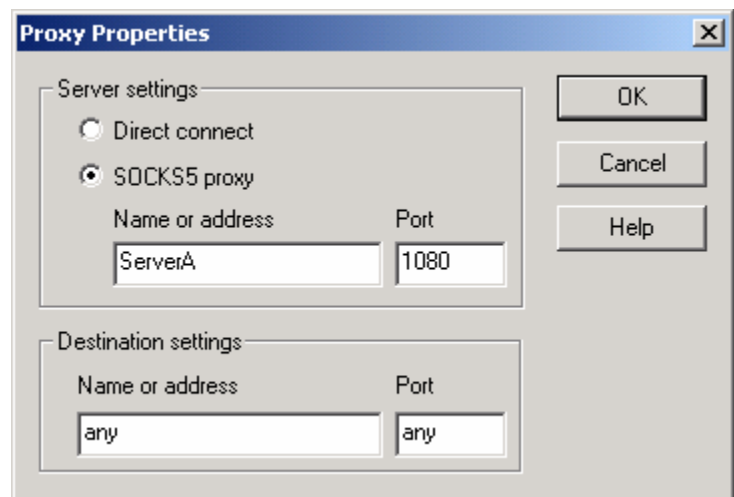 Proxy Properties
Server settings
OK
Direct connect
Cancel
SOCKS5 proxy
Name or address Port
Help
ServerA 1080
Destination settings
Name or address Port
any any